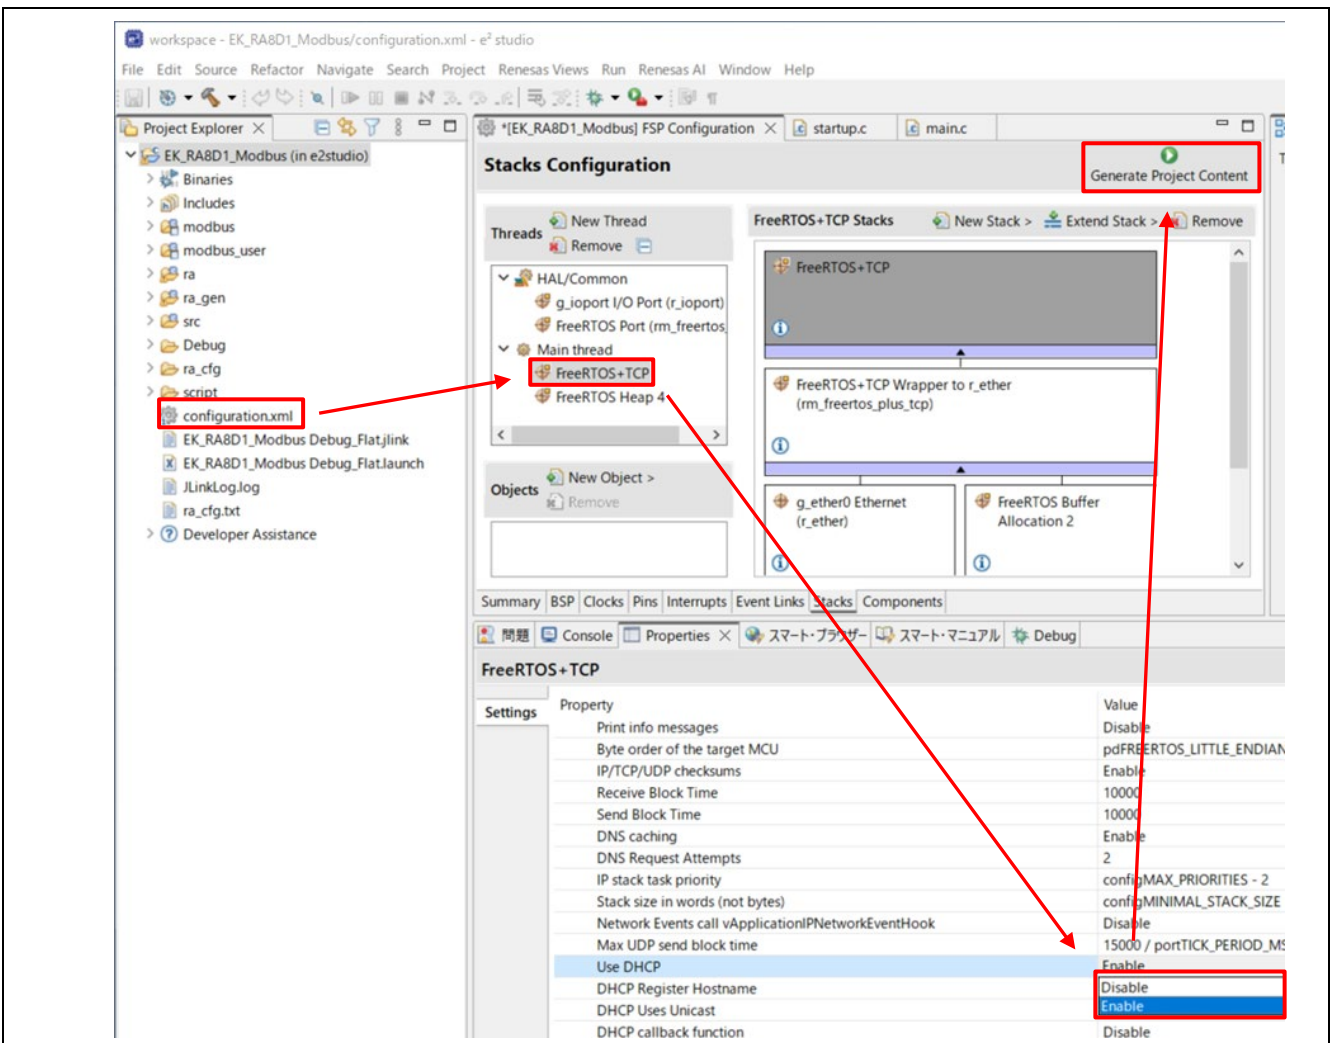 workspace - EK_RA8D1_Modbus/configuration.xml - e² studio
File Edit Source Refactor Navigate Search Project Renesas Views Run Renesas AI Window Help
Project Explorer
EK_RA8D1_Modbus (in e2studio)
Binaries
Includes
modbus
modbus_user
ra
ra_gen
src
Debug
ra_cfg
script
configuration.xml
EK_RA8D1_Modbus Debug_Flat.jlink
EK_RA8D1_Modbus Debug_Flat.launch
JLinkLog.log
ra_cfg.txt
Developer Assistance
*[EK_RA8D1_Modbus] FSP Configuration
startup.c
main.c
Stacks Configuration
Generate Project Content
Threads
New Thread
Remove
HAL/Common
g_ioport I/O Port (r_ioport)
FreeRTOS Port (rm_freertos_
Main thread
FreeRTOS+TCP
FreeRTOS Heap 4
Objects
New Object >
Remove
FreeRTOS+TCP Stacks
New Stack >
Extend Stack >
Remove
FreeRTOS+TCP
FreeRTOS+TCP Wrapper to r_ether
(rm_freertos_plus_tcp)
g_ether0 Ethernet
(r_ether)
FreeRTOS Buffer
Allocation 2
Summary BSP Clocks Pins Interrupts Event Links Stacks Components
問題 Console Properties スマート・ブラウザー スマート・マニュアル Debug
FreeRTOS+TCP
Settings
Property Value
Print info messages Disable
Byte order of the target MCU pdFREERTOS_LITTLE_ENDIAN
IP/TCP/UDP checksums Enable
Receive Block Time 10000
Send Block Time 10000
DNS caching Enable
DNS Request Attempts 2
IP stack task priority configMAX_PRIORITIES - 2
Stack size in words (not bytes) configMINIMAL_STACK_SIZE
Network Events call vApplicationIPNetworkEventHook Disable
Max UDP send block time 15000 / portTICK_PERIOD_MS
Use DHCP Enable
DHCP Register Hostname Disable
DHCP Uses Unicast Enable
DHCP callback function Disable